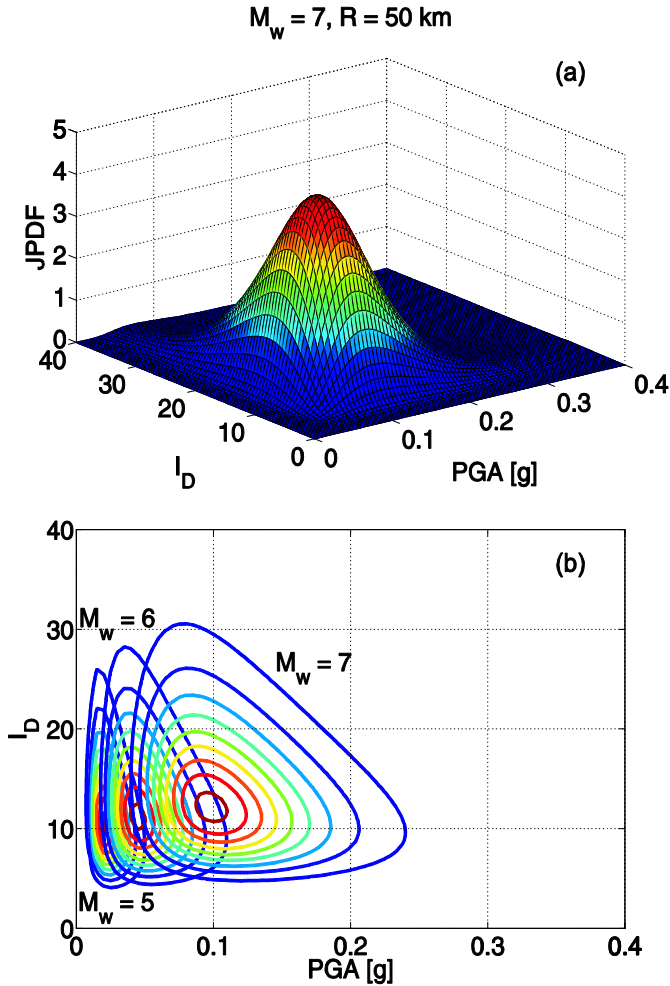 M_w = 7, R = 50 km
(a)
5
4
3
2
1
0
JPDF
40
30
20
10
0
I_D
0
0.1
0.2
0.3
0.4
PGA [g]
(b)
40
30
20
10
0
I_D
M_w = 6
M_w = 7
M_w = 5
0
0.1
0.2
0.3
0.4
PGA [g]